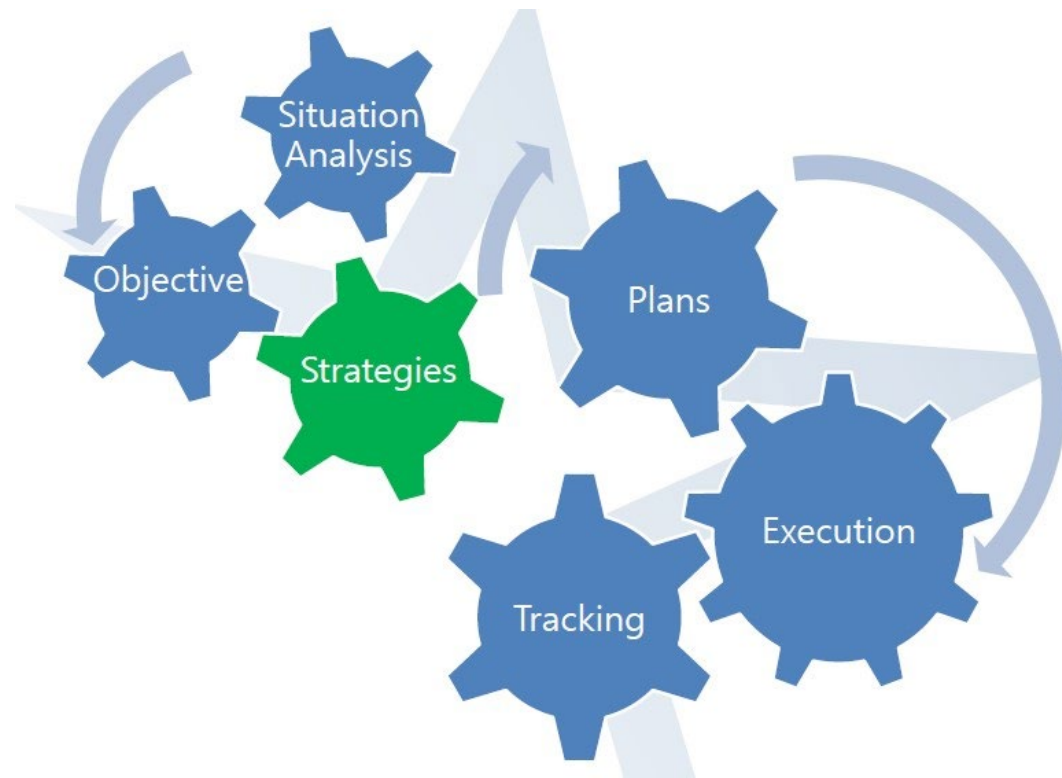 Situation
Analysis
Objective
Strategies
Plans
Execution
Tracking